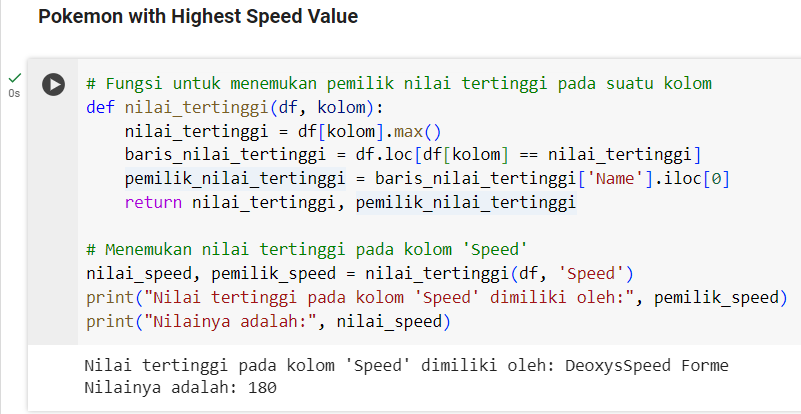 Pokemon with Highest Speed Value
# Fungsi untuk menemukan pemilik nilai tertinggi pada suatu kolom
def nilai_tertinggi(df, kolom):
    nilai_tertinggi = df[kolom].max()
    baris_nilai_tertinggi = df.loc[df[kolom] == nilai_tertinggi]
    pemilik_nilai_tertinggi = baris_nilai_tertinggi['Name'].iloc[0]
    return nilai_tertinggi, pemilik_nilai_tertinggi
# Menemukan nilai tertinggi pada kolom 'Speed'
nilai_speed, pemilik_speed = nilai_tertinggi(df, 'Speed')
print("Nilai tertinggi pada kolom 'Speed' dimiliki oleh:", pemilik_speed)
0s
print("Nilainya adalah:", nilai_speed)
Nilai tertinggi pada kolom 'Speed' dimiliki oleh: DeoxysSpeed Forme
Nilainya adalah: 180